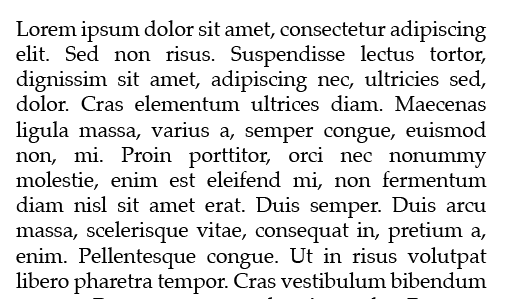 Lorem ipsum dolor sit amet, consectetur adipiscing
elit. Sed non risus. Suspendisse lectus tortor,
dignissim sit amet, adipiscing nec, ultricies sed,
dolor. Cras elementum ultrices diam. Maecenas
ligula massa, varius a, semper congue, euismod
non, mi. Proin porttitor, orci nec nonummy
molestie, enim est eleifend mi, non fermentum
diam nisl sit amet erat. Duis semper. Duis arcu
massa, scelerisque vitae, consequat in, pretium a,
enim. Pellentesque congue. Ut in risus volutpat
libero pharetra tempor. Cras vestibulum bibendum